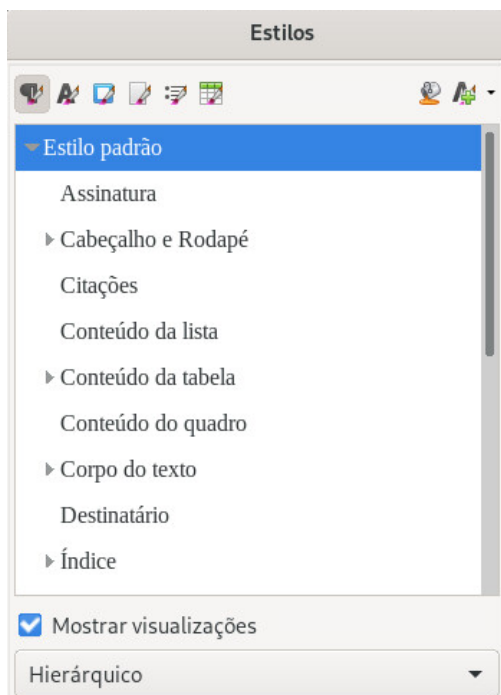 Estilos
Estilo padrão
Assinatura
Cabeçalho e Rodapé
Citações
Conteúdo da lista
Conteúdo da tabela
Conteúdo do quadro
Corpo do texto
Destinatário
Índice
Mostrar visualizações
Hierárquico